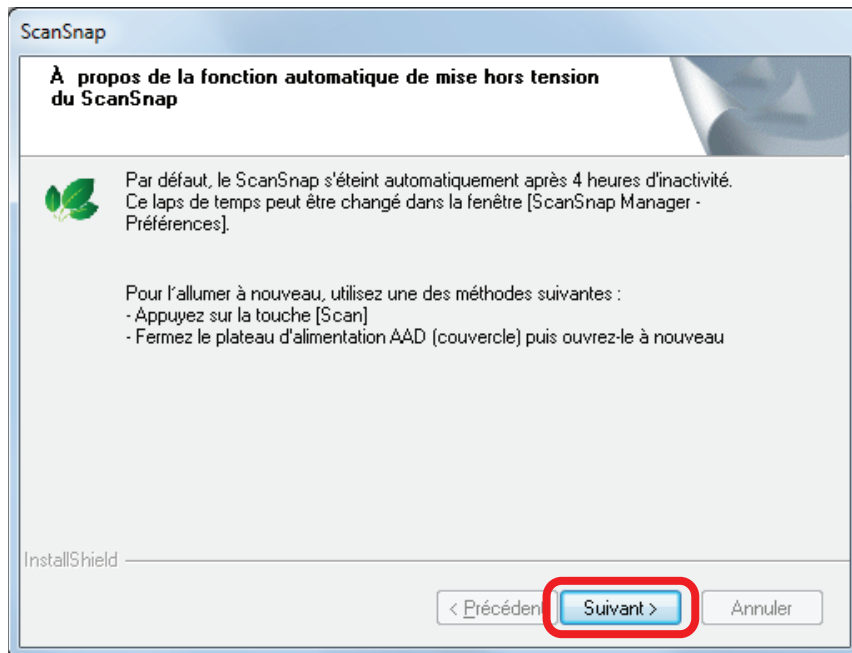 ScanSnap
À propos de la fonction automatique de mise hors tension
du ScanSnap
Par défaut, le ScanSnap s'éteint automatiquement après 4 heures d'inactivité.
Ce laps de temps peut être changé dans la fenêtre [ScanSnap Manager -
Préférences].
Pour l'allumer à nouveau, utilisez une des méthodes suivantes :
- Appuyez sur la touche [Scan]
- Fermez le plateau d'alimentation AAD (couvercle) puis ouvrez-le à nouveau
InstallShield
< Précéden
Suivant >
Annuler